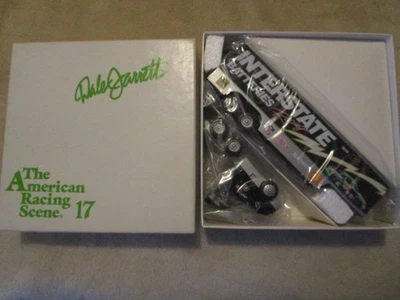 Dale Jarrett
The
American
Racing
Scene. 17
INTERSTATE
BATTERIES